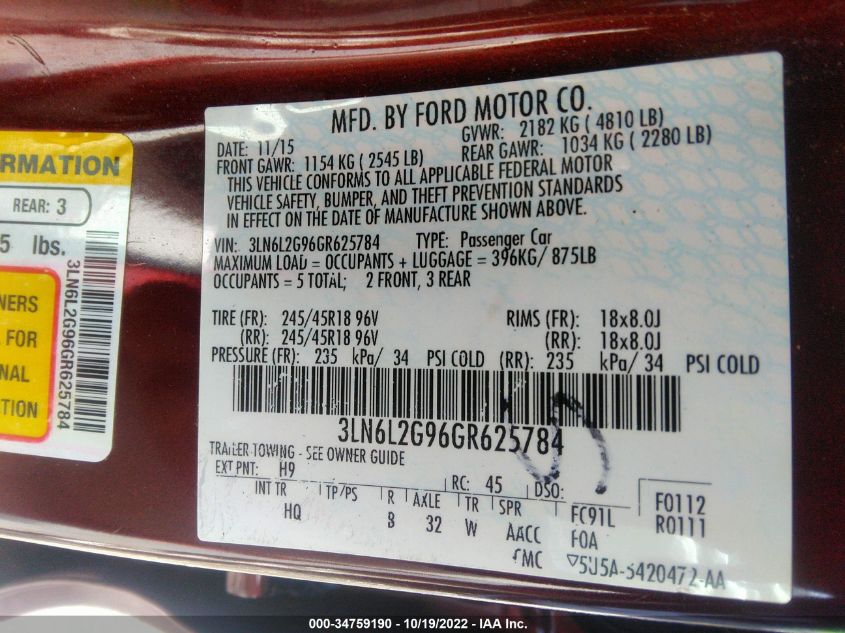 RMATION
REAR: 3
5 lbs.
NERS
FOR
NAL
TION
3LN6L2G96GR625784
MFD. BY FORD MOTOR CO.
DATE: 11/15 GVWR: 2182 KG ( 4810 LB)
FRONT GAWR: 1154 KG ( 2545 LB) REAR GAWR: 1034 KG ( 2280 LB)
THIS VEHICLE CONFORMS TO ALL APPLICABLE FEDERAL MOTOR
VEHICLE SAFETY, BUMPER, AND THEFT PREVENTION STANDARDS
IN EFFECT ON THE DATE OF MANUFACTURE SHOWN ABOVE.
VIN: 3LN6L2G96GR625784 TYPE: Passenger Car
MAXIMUM LOAD = OCCUPANTS + LUGGAGE = 396KG/ 875LB
OCCUPANTS = 5 TOTAL; 2 FRONT, 3 REAR
TIRE (FR): 245/45R18 96V RIMS (FR): 18x8.0J
(RR): 245/45R18 96V (RR): 18x8.0J
PRESSURE (FR): 235 kPa/ 34 PSI COLD (RR): 235 kPa/ 34 PSI COLD
3LN6L2G96GR625784
TRAILER TOWING - SEE OWNER GUIDE
EXT PNT: H9 RC: 45 DSO:
INT TR TP/PS R AXLE TR SPR FC91L F0112
HQ 8 32 W AACC FOA R0111
5U5A-5420472-AA
000-34759190 - 10/19/2022 - IAA Inc.